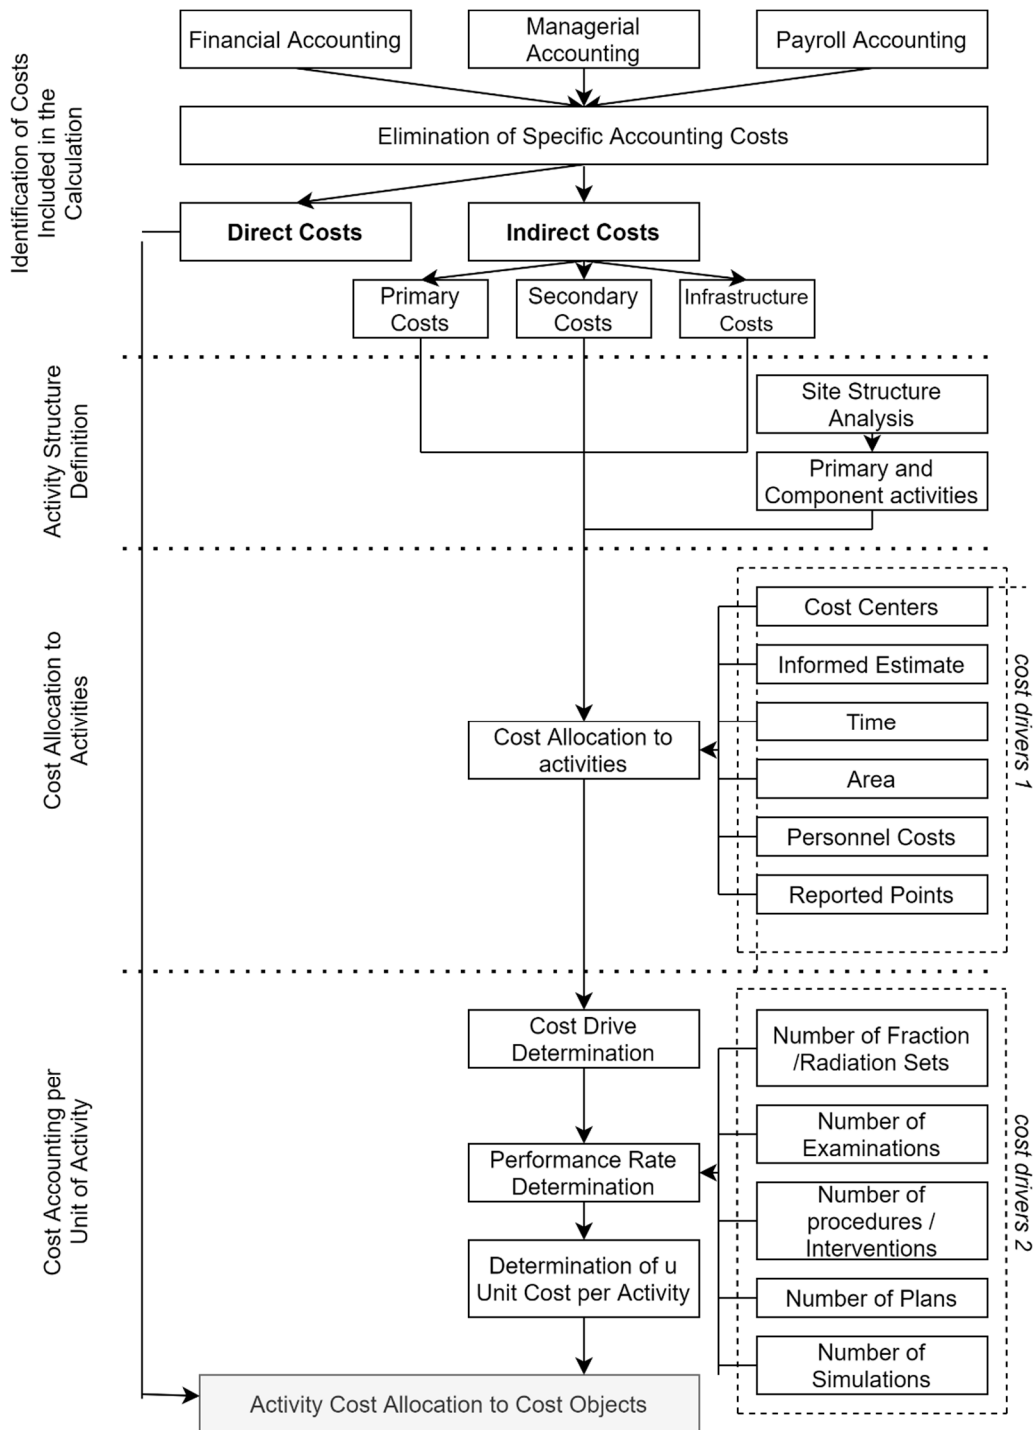 Financial Accounting
Managerial
Accounting
Payroll Accounting
Identification of Costs
Included in the
Calculation
Elimination of Specific Accounting Costs
Direct Costs
Indirect Costs
Primary
Costs
Secondary
Costs
Infrastructure
Costs
Activity Structure
Definition
Site Structure
Analysis
Primary and
Component activities
Cost Allocation to
Activities
Cost Allocation to
activities
Cost Centers
Informed Estimate
Time
Area
Personnel Costs
Reported Points
cost drivers 1
Cost Accounting per
Unit of Activity
Cost Drive
Determination
Performance Rate
Determination
Determination of u
Unit Cost per Activity
Number of Fraction
/Radiation Sets
Number of
Examinations
Number of
procedures /
Interventions
Number of Plans
Number of
Simulations
cost drivers 2
Activity Cost Allocation to Cost Objects